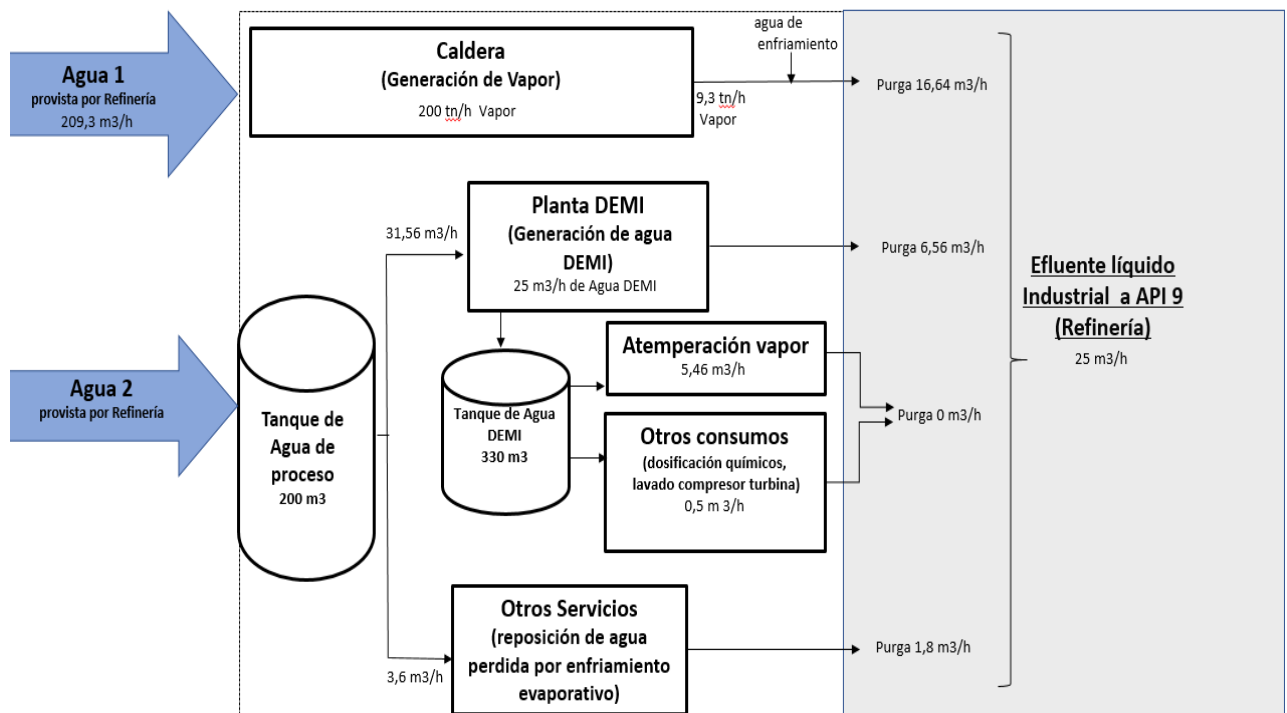 Agua 1
provista por Refinería
209,3 m3/h
Caldera
(Generación de Vapor)
200 tn/h Vapor
agua de
enfriamiento
9,3 tn/h
Vapor
Purga 16,64 m3/h
31,56 m3/h
Planta DEMI
(Generación de agua
DEMI)
25 m3/h de Agua DEMI
Purga 6,56 m3/h
Efluente líquido
Industrial a API 9
(Refinería)
25 m3/h
Agua 2
provista por Refinería
Tanque de
Agua de
proceso
200 m3
Tanque de Agua
DEMI
330 m3
Atemperación vapor
5,46 m3/h
Otros consumos
(dosificación químicos,
lavado compresor turbina)
0,5 m 3/h
Purga 0 m3/h
3,6 m3/h
Otros Servicios
(reposición de agua
perdida por enfriamiento
evaporativo)
Purga 1,8 m3/h